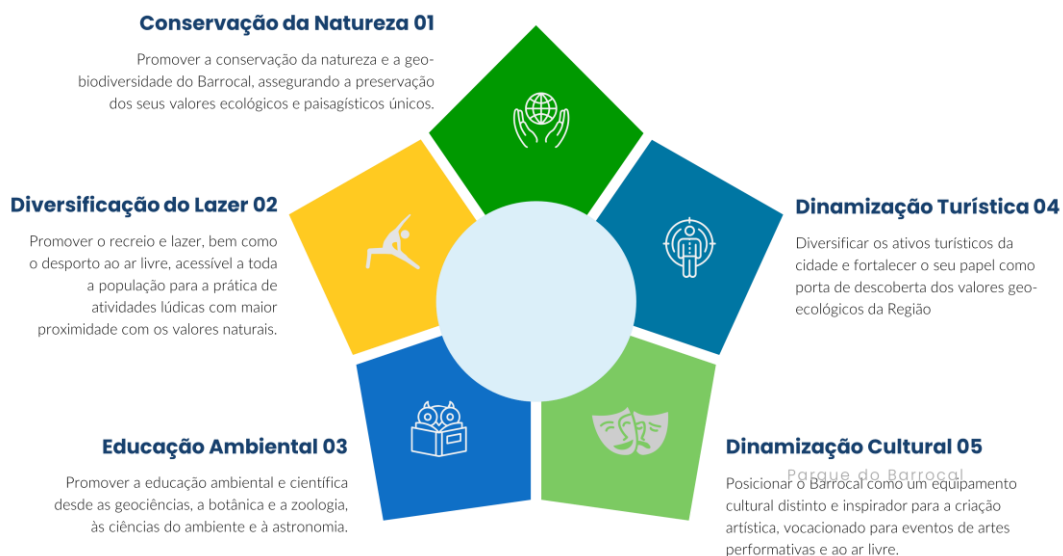 Conservação da Natureza 01
Promover a conservação da natureza e a geo-
biodiversidade do Barrocal, assegurando a preservação
dos seus valores ecológicos e paisagísticos únicos.
Diversificação do Lazer 02
Promover o recreio e lazer, bem como
o desporto ao ar livre, acessível a toda
a população para a prática de
atividades lúdicas com maior
proximidade com os valores naturais.
Educação Ambiental 03
Promover a educação ambiental e científica
desde as geociências, a botânica e a zoologia,
às ciências do ambiente e à astronomia.
Dinamização Turística 04
Diversificar os ativos turísticos da
cidade e fortalecer o seu papel como
porta de descoberta dos valores geo-
ecológicos da Região
Dinamização Cultural 05
Parque do Barrocal
Posicionar o Barrocal como um equipamento
cultural distinto e inspirador para a criação
artística, vocacionado para eventos de artes
performativas e ao ar livre.